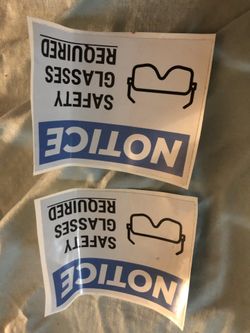 NOTICE
SAFETY
GLASSES
REQUIRED
NOTICE
SAFETY
GLASSES
REQUIRED